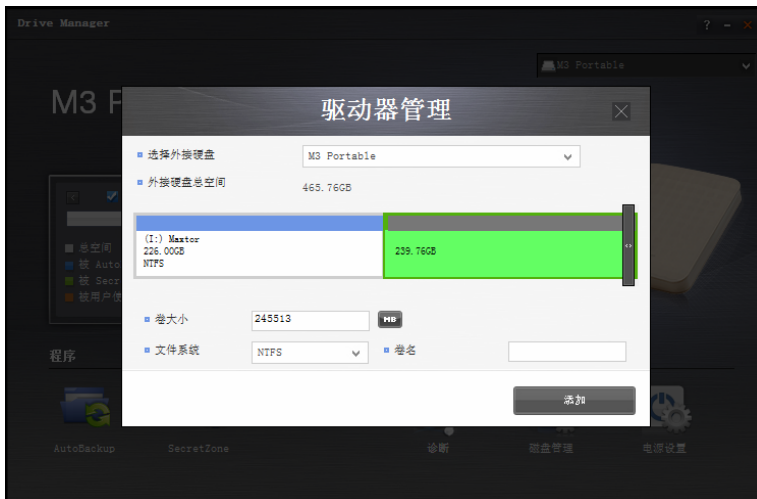 Drive Manager
? - ×
M3 Portable
M3 P
驱动器管理
选择外接硬盘
M3 Portable
外接硬盘总空间
465.76GB
(I:) Maxtor
226.00GB
NTFS
239.76GB
总空间
被 Auto
被 Secr
被用户使
卷大小
245513
MB
文件系统
NTFS
卷名
程序
添加
AutoBackup
SecretZone
诊断
磁盘管理
电源设置